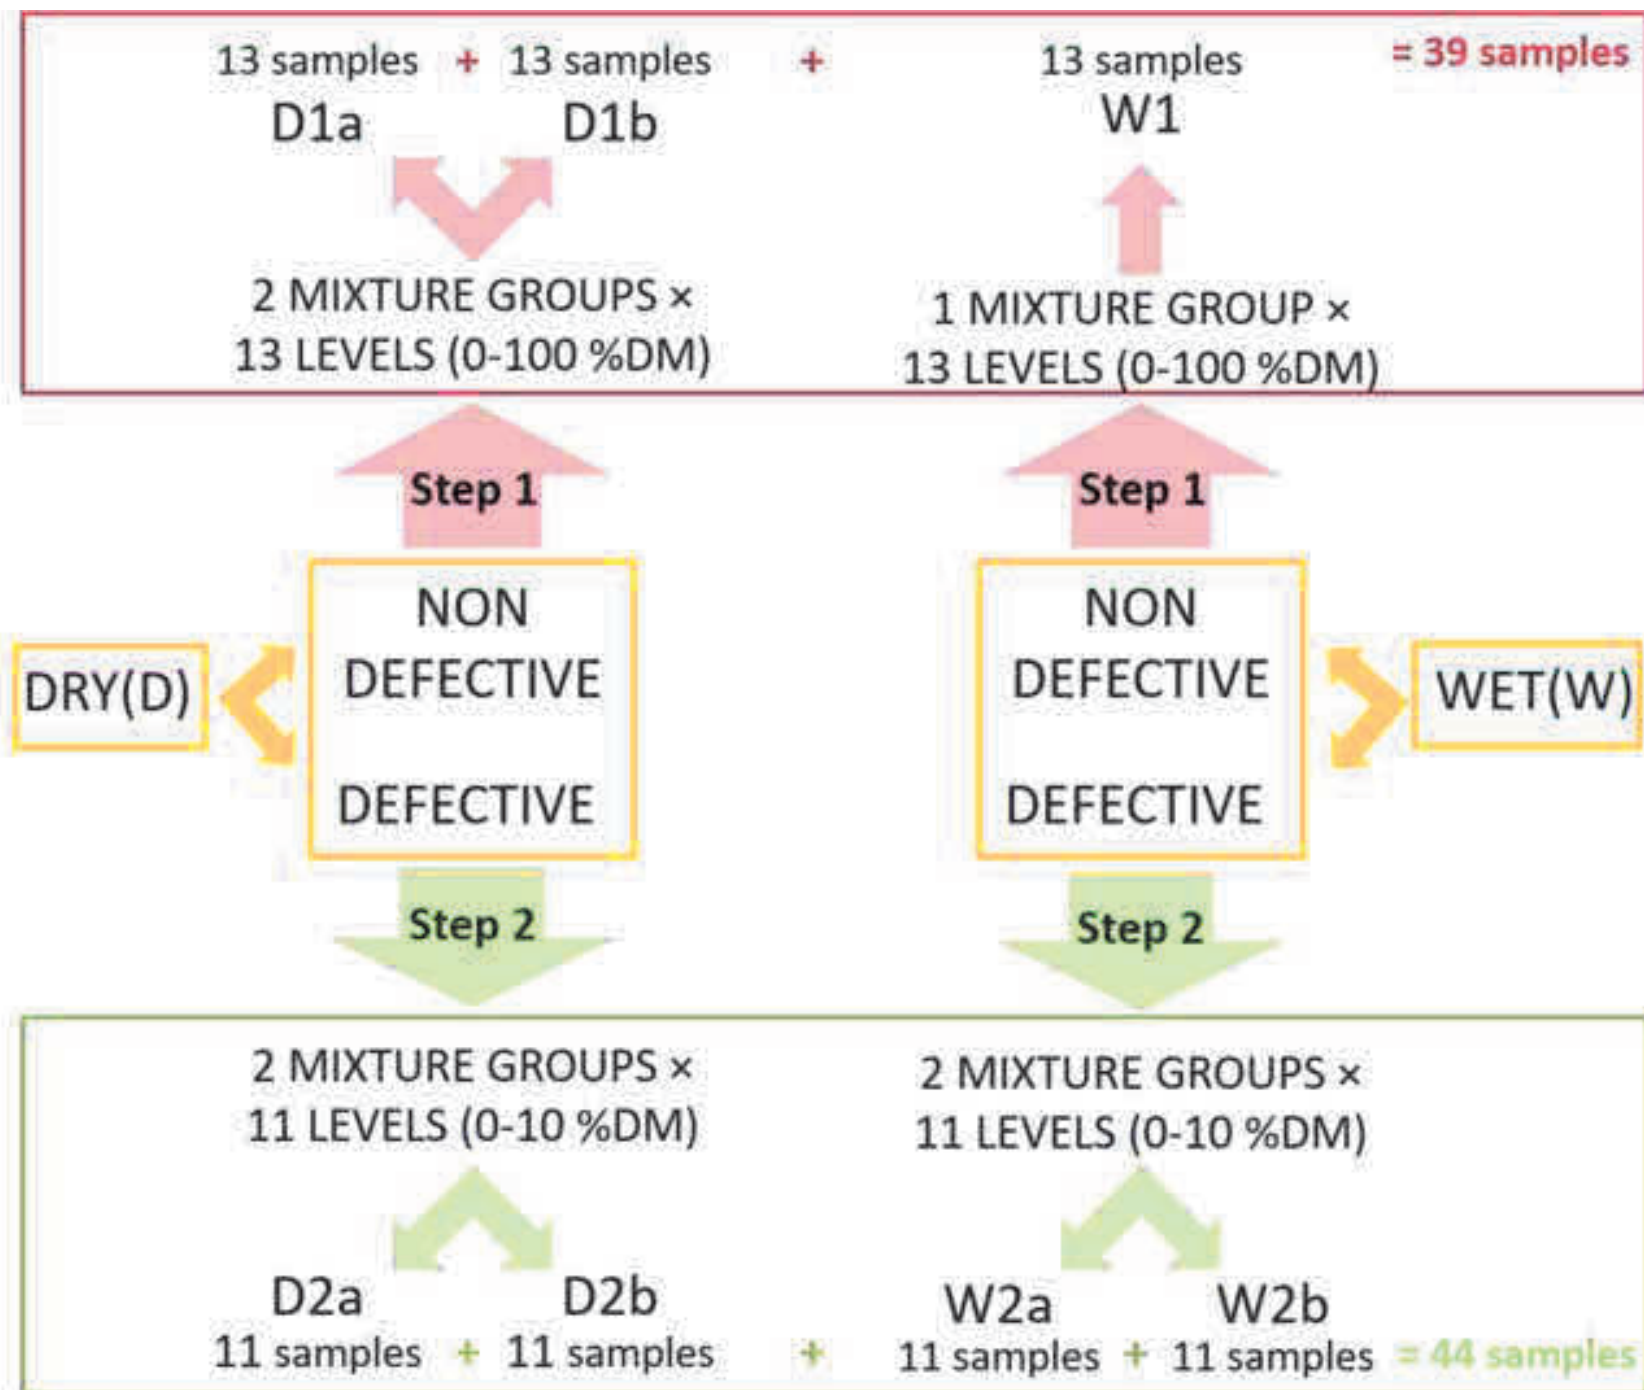 13 samples + 13 samples + 13 samples = 39 samples
D1a D1b W1
2 MIXTURE GROUPS ×
13 LEVELS (0-100 %DM)
1 MIXTURE GROUP ×
13 LEVELS (0-100 %DM)
Step 1
Step 1
DRY(D)
NON
DEFECTIVE
DEFECTIVE
NON
DEFECTIVE
DEFECTIVE
WET(W)
Step 2
Step 2
2 MIXTURE GROUPS ×
11 LEVELS (0-10 %DM)
2 MIXTURE GROUPS ×
11 LEVELS (0-10 %DM)
D2a D2b W2a W2b
11 samples + 11 samples + 11 samples + 11 samples = 44 samples